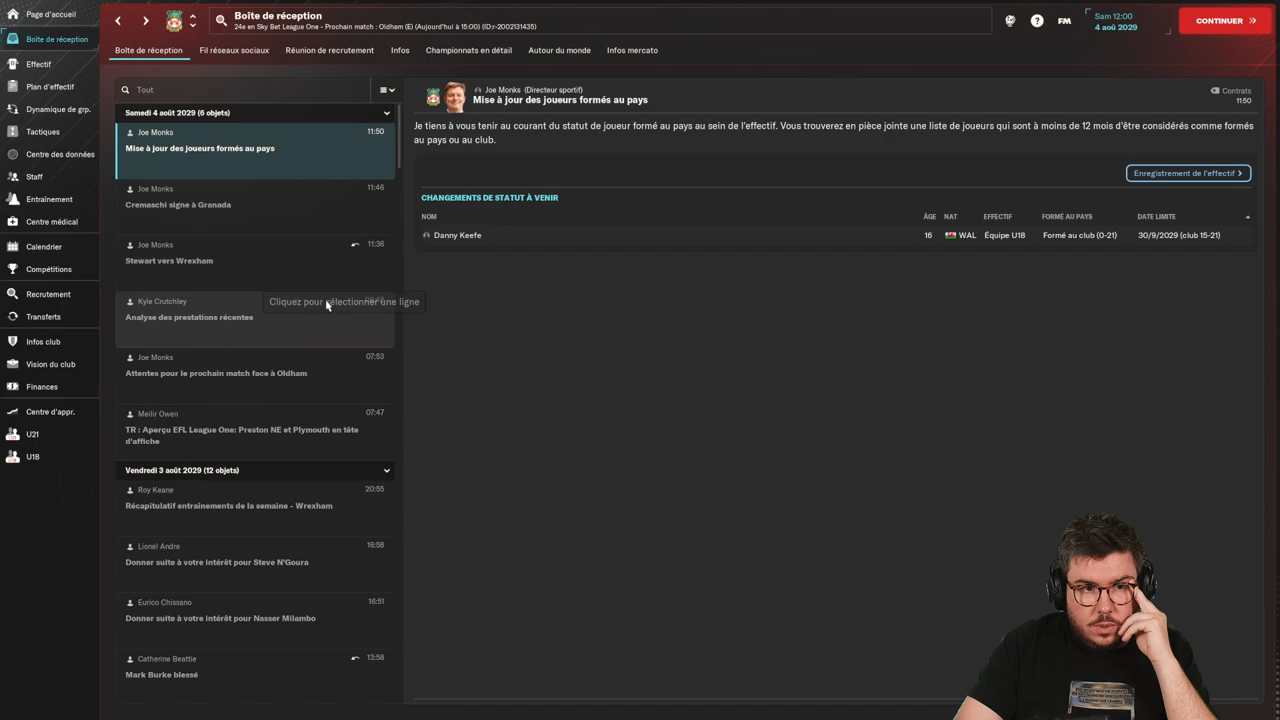 Page d'accueil
Boîte de réception
Effectif
Plan d'effectif
Dynamique de grp.
Tactiques
Centre des données
Staff
Entraînement
Centre médical
Calendrier
Compétitions
Recrutement
Transferts
Infos club
Vision du club
Finances
Centre d'appr.
U21
U18
Boîte de réception
24e en Sky Bet League One - Prochain match : Oldham (E) (Aujourd'hui à 15:00) (ID:r-2002131435)
FM
Sam 12:00
4 aoû 2029
CONTINUER
Boîte de réception
Fil réseaux sociaux
Réunion de recrutement
Infos
Championnats en détail
Autour du monde
Infos mercato
Tout
Samedi 4 août 2029 (6 objets)
Joe Monks 11:50
Mise à jour des joueurs formés au pays
Joe Monks 11:46
Cremaschi signe à Granada
Joe Monks 11:36
Stewart vers Wrexham
Kyle Crutchley
Cliquez pour sélectionner une ligne
Analyse des prestations récentes
Joe Monks 07:53
Attentes pour le prochain match face à Oldham
Meilir Owen 07:47
TR : Aperçu EFL League One: Preston NE et Plymouth en tête
d'affiche
Vendredi 3 août 2029 (12 objets)
Roy Keane 20:55
Récapitulatif entraînements de la semaine - Wrexham
Lionel Andre 16:58
Donner suite à votre intérêt pour Steve N'Goura
Eurico Chissano 16:51
Donner suite à votre intérêt pour Nasser Milambo
Catherine Beattie 13:58
Mark Burke blessé
Joe Monks (Directeur sportif)
Mise à jour des joueurs formés au pays
Contrats
11:50
Je tiens à vous tenir au courant du statut de joueur formé au pays au sein de l'effectif. Vous trouverez en pièce jointe une liste de joueurs qui sont à moins de 12 mois d'être considérés comme formés
au pays ou au club.
Enregistrement de l'effectif
CHANGEMENTS DE STATUT À VENIR
NOM ÂGE NAT EFFECTIF FORMÉ AU PAYS DATE LIMITE
Danny Keefe 16 WAL Équipe U18 Formé au club (0-21) 30/9/2029 (club 15-21)